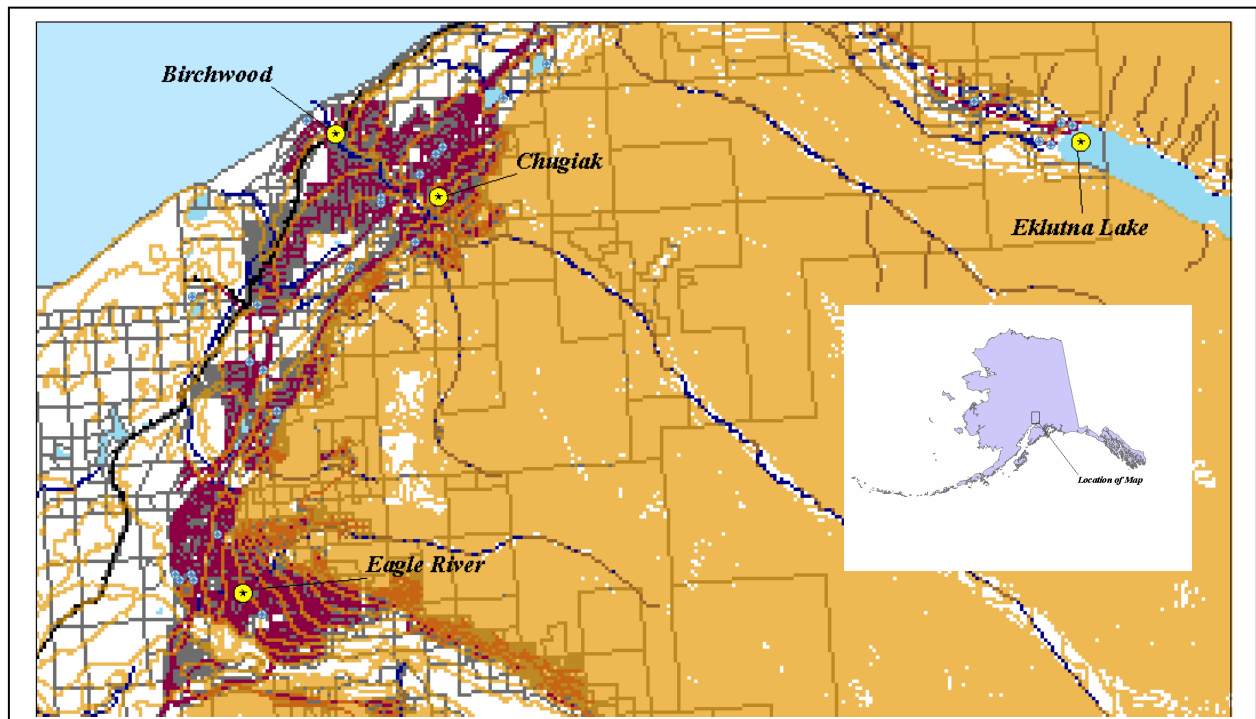 Birchwood
Chugiak
Eklutna Lake
Location of Map
Eagle River